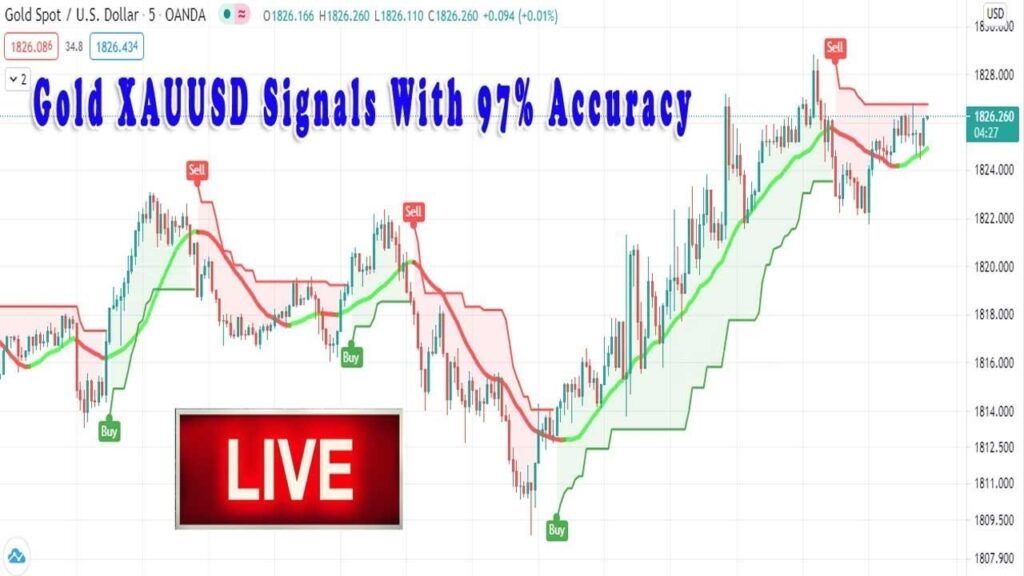 Gold Spot / U.S. Dollar · 5 · OANDA O1826.166 H1826.260 L1826.110 C1826.260 +0.094 (+0.01%)
USD
1826.086 34.8 1826.434
2
Gold XAUUSD Signals With 97% Accuracy
Sell
1828.000
1826.260
04:27
Sell
1824.000
Sell
1822.000
1820.000
1818.000
Buy
1816.000
1814.000
Buy
LIVE
1812.500
1811.000
Buy
1809.500
1807.900